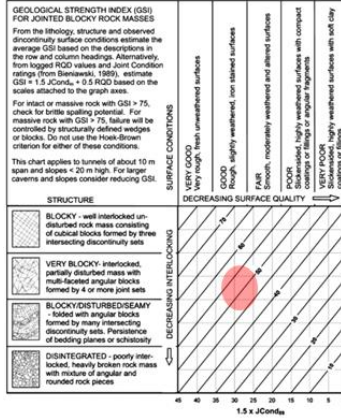 GEOLOGICAL STRENGTH INDEX (GSI)
FOR JOINTED BLOCKY ROCK MASSES
From the lithology, structure and observed
discontinuity surface conditions estimate the
average GSI based on the descriptions in
the row and column headings. Alternatively,
from logged RQD values and Joint Condition
ratings (from Bieniawski, 1989), estimate
GSI = 1.5 JCond₈₉ + 0.5 RQD based on the
scales attached to the graph axes.
For intact or massive rock with GSI > 75,
check for brittle spalling potential. For
massive rock with GSI > 75, failure will be
controlled by structurally defined wedges
or blocks. Do not use the Hoek-Brown
criterion for either of these conditions.
This chart applies to tunnels of about 10 m
span and slopes < 20 m high. For larger
caverns and slopes consider reducing GSI.
SURFACE CONDITIONS
VERY GOOD
Very rough, fresh unweathered surfaces
GOOD
Rough, slightly weathered, iron stained surfaces
FAIR
Smooth, moderately weathered and altered surfaces
POOR
Slickensided, highly weathered surfaces with compact
coatings or fillings or angular fragments
VERY POOR
Slickensided, highly weathered surfaces with soft clay
coatings or fillings
STRUCTURE
DECREASING SURFACE QUALITY
DECREASING INTERLOCKING
BLOCKY - well interlocked un-
disturbed rock mass consisting
of cubical blocks formed by three
intersecting discontinuity sets
VERY BLOCKY- interlocked,
partially disturbed mass with
multi-faceted angular blocks
formed by 4 or more joint sets
BLOCKY/DISTURBED/SEAMY
- folded with angular blocks
formed by many intersecting
discontinuity sets. Persistence
of bedding planes or schistosity
DISINTEGRATED - poorly inter-
locked, heavily broken rock mass
with mixture of angular and
rounded rock pieces
70
60
50
40
30
20
10
45 40 35 30 25 20 15 10 5
1.5 x JCond₈₉